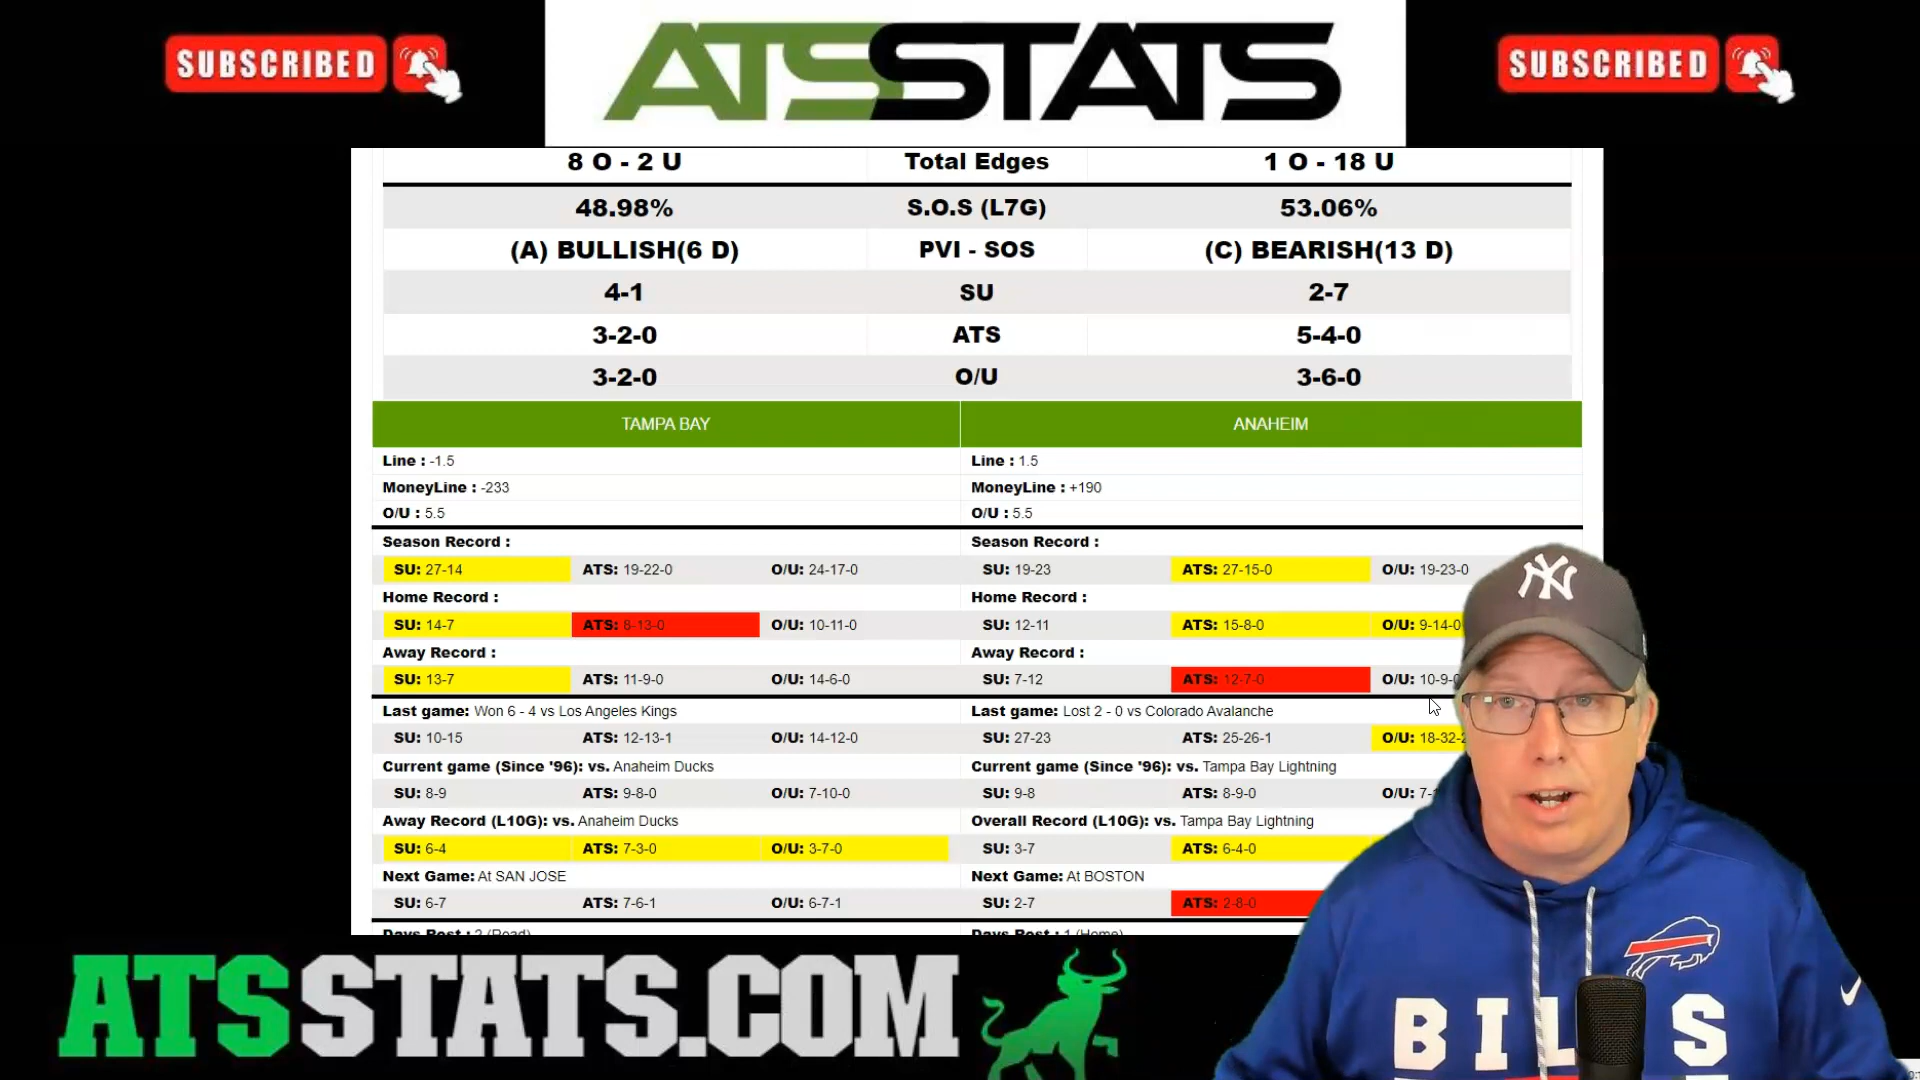 SUBSCRIBED
ATSSTATS
SUBSCRIBED
8 O - 2 U Total Edges 1 O - 18 U
48.98% S.O.S (L7G) 53.06%
(A) BULLISH(6 D) PVI - SOS (C) BEARISH(13 D)
4-1 SU 2-7
3-2-0 ATS 5-4-0
3-2-0 O/U 3-6-0
TAMPA BAY ANAHEIM
Line : -1.5 Line : 1.5
MoneyLine : -233 MoneyLine : +190
O/U : 5.5 O/U : 5.5
Season Record : Season Record :
SU: 27-14 ATS: 19-22-0 O/U: 24-17-0 SU: 19-23 ATS: 27-15-0 O/U: 19-23-0
Home Record : Home Record :
SU: 14-7 ATS: 8-13-0 O/U: 10-11-0 SU: 12-11 ATS: 15-8-0 O/U: 9-14-0
Away Record : Away Record :
SU: 13-7 ATS: 11-9-0 O/U: 14-6-0 SU: 7-12 ATS: 12-7-0 O/U: 10-9-0
Last game: Won 6 - 4 vs Los Angeles Kings Last game: Lost 2 - 0 vs Colorado Avalanche
SU: 10-15 ATS: 12-13-1 O/U: 14-12-0 SU: 27-23 ATS: 25-26-1 O/U: 18-32-2
Current game (Since '96): vs. Anaheim Ducks Current game (Since '96): vs. Tampa Bay Lightning
SU: 8-9 ATS: 9-8-0 O/U: 7-10-0 SU: 9-8 ATS: 8-9-0 O/U: 7-
Away Record (L10G): vs. Anaheim Ducks Overall Record (L10G): vs. Tampa Bay Lightning
SU: 6-4 ATS: 7-3-0 O/U: 3-7-0 SU: 3-7 ATS: 6-4-0
Next Game: At SAN JOSE Next Game: At BOSTON
SU: 6-7 ATS: 7-6-1 O/U: 6-7-1 SU: 2-7 ATS: 2-8-0
NY
BILLS
ATSSTATS.COM